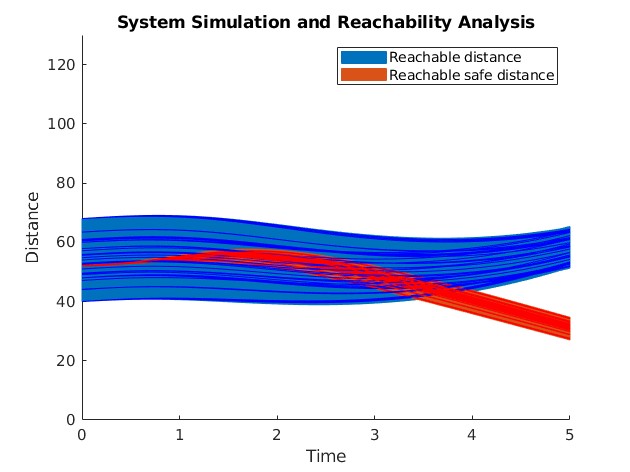 System Simulation and Reachability Analysis
Reachable distance
Reachable safe distance
120
100
80
60
40
20
0
Distance
0 1 2 3 4 5
Time